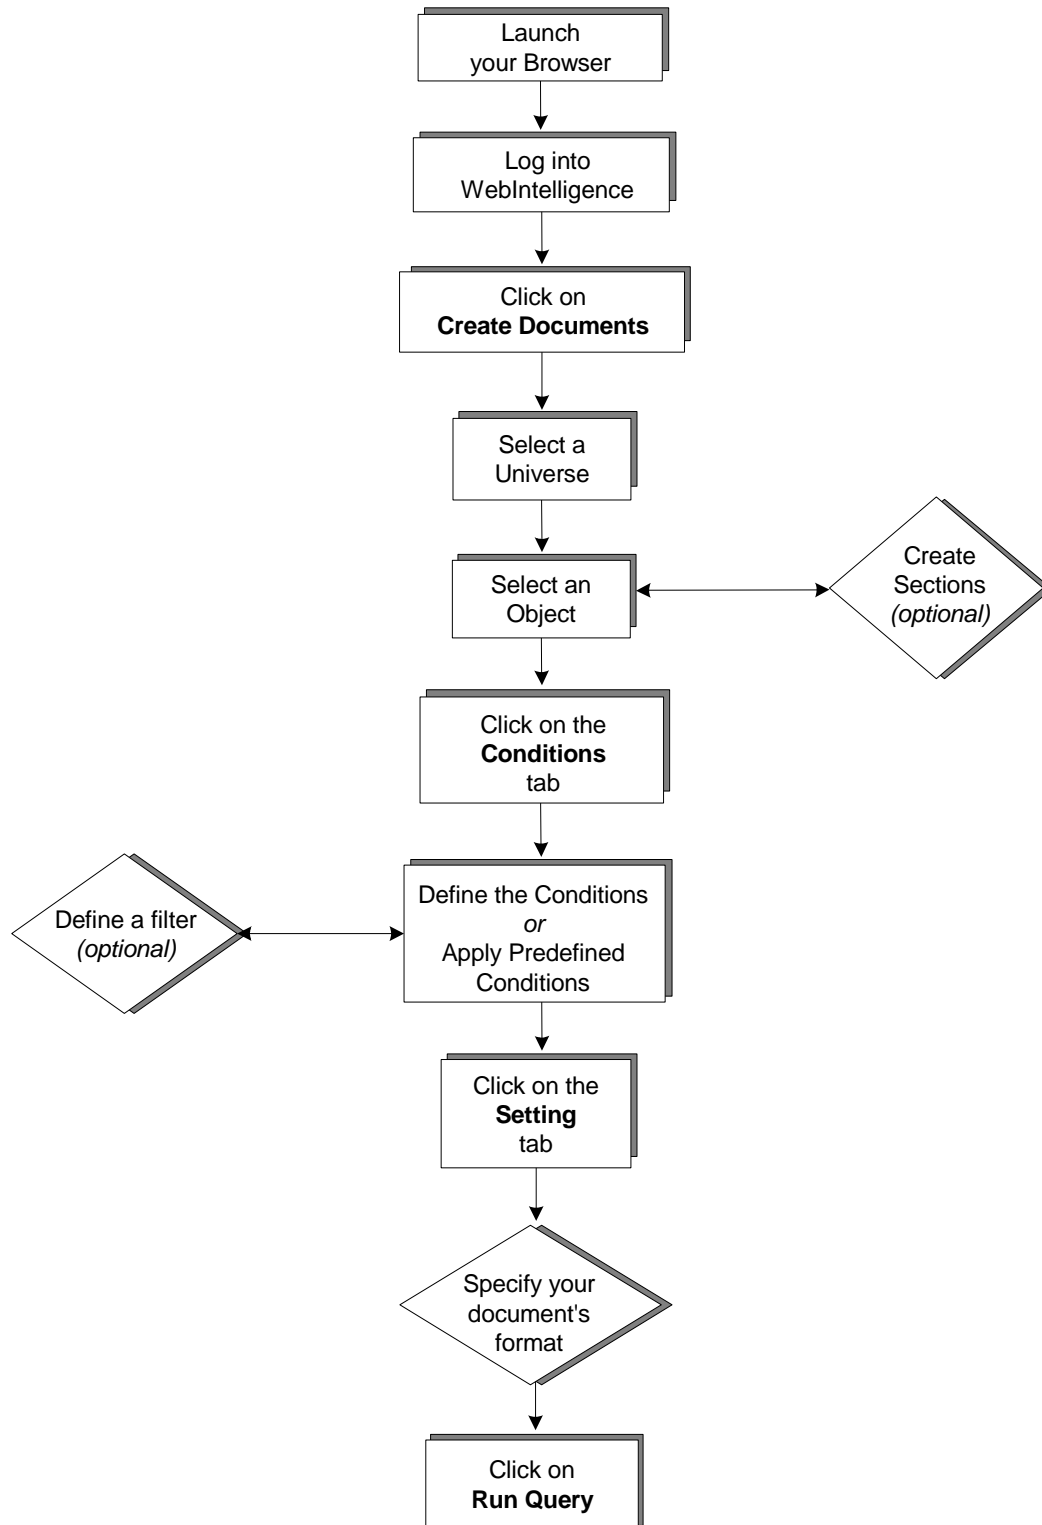 Launch
your Browser
Log into
WebIntelligence
Click on
Create Documents
Select a
Universe
Select an
Object
Create
Sections
(optional)
Click on the
Conditions
tab
Define a filter
(optional)
Define the Conditions
or
Apply Predefined
Conditions
Click on the
Setting
tab
Specify your
document's
format
Click on
Run Query